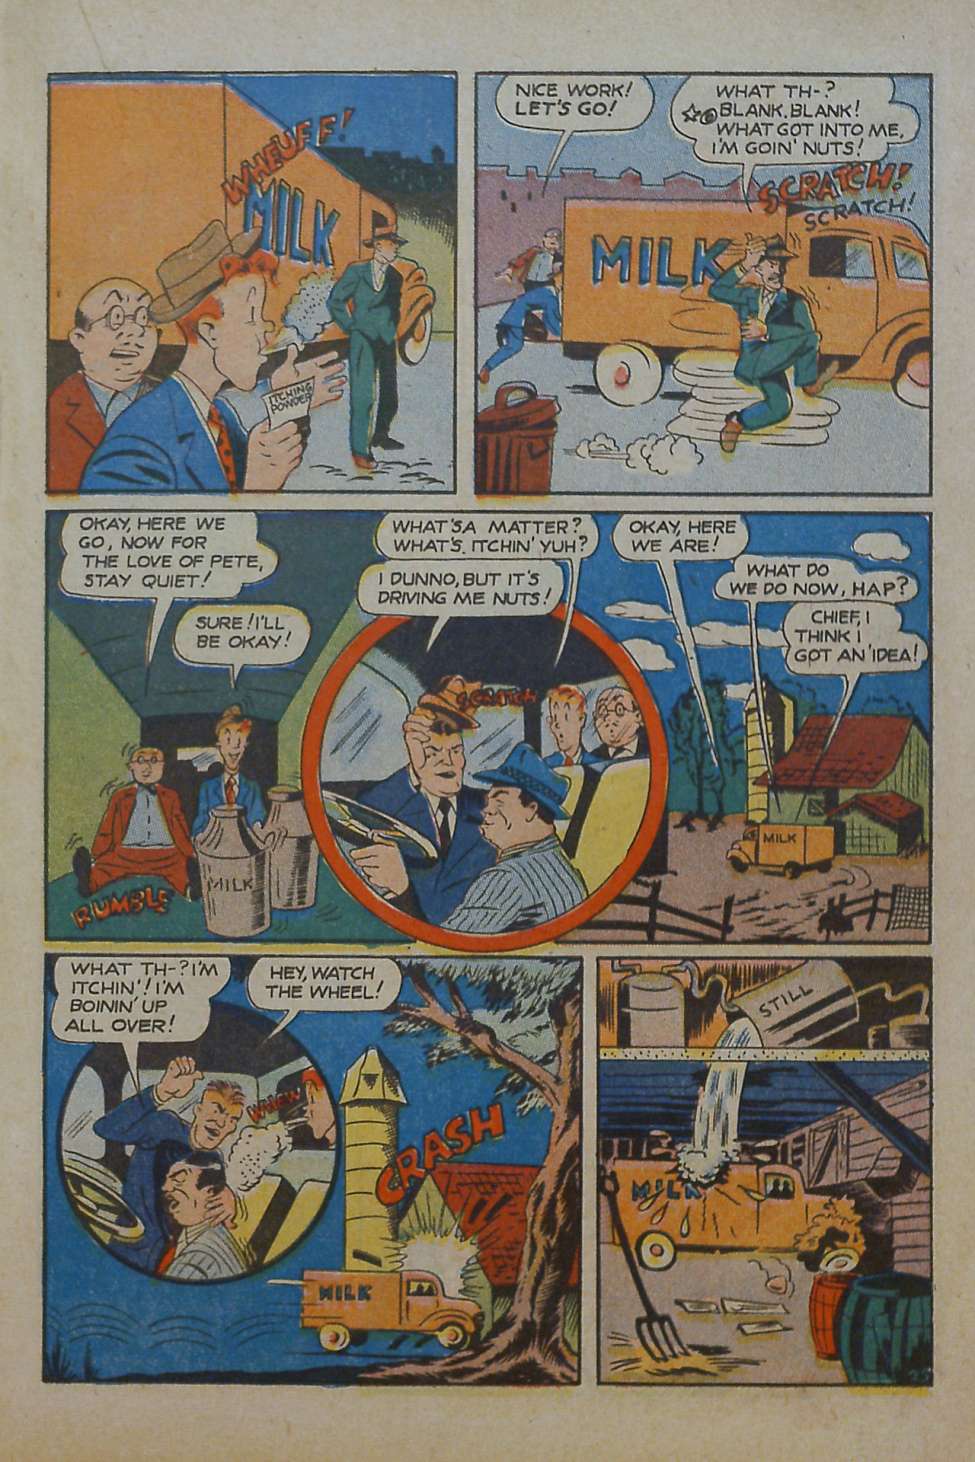 WHEUFF!
MILK
ITCHING
POWDER
NICE WORK!
LET'S GO!
WHAT TH-?
BLANK, BLANK!
WHAT GOT INTO ME,
I'M GOIN' NUTS!
SCRATCH!
SCRATCH!
MILK
OKAY, HERE WE
GO, NOW FOR
THE LOVE OF PETE,
STAY QUIET!
SURE! I'LL
BE OKAY!
MILK
RUMBLE
WHAT'SA MATTER?
WHAT'S ITCHIN' YUH?
I DUNNO, BUT IT'S
DRIVING ME NUTS!
SCRATCH
OKAY, HERE
WE ARE!
WHAT DO
WE DO NOW, HAP?
CHIEF, I
THINK I
GOT AN IDEA!
MILK
WHAT TH-? I'M
ITCHIN'! I'M
BOININ' UP
ALL OVER!
HEY, WATCH
THE WHEEL!
WHEW
CRASH
MILK
STILL
MILK